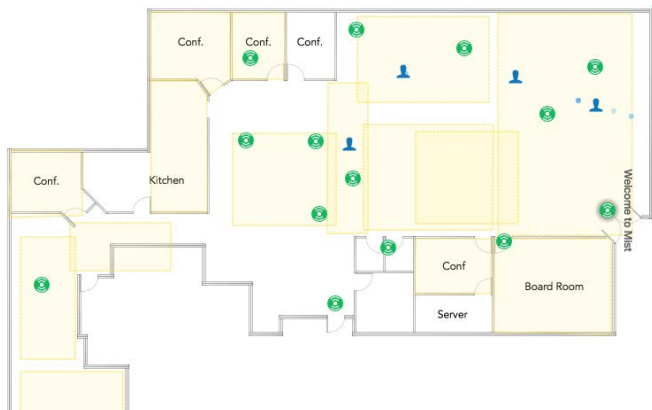 Conf.
Conf.
Conf.
Conf.
Kitchen
Welcome to Mist
Conf
Board Room
Server